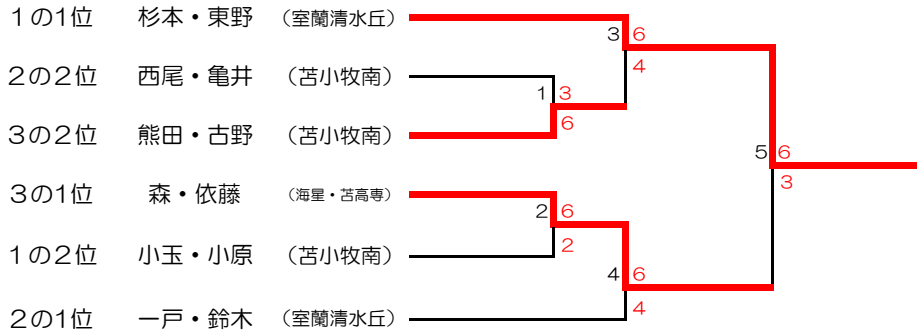 1の1位 杉本・東野 （室蘭清水丘）
3 6
4
2の2位 西尾・亀井 （苫小牧南）
1 3
6
3の2位 熊田・古野 （苫小牧南）
5 6
3
3の1位 森・依藤 （海星・苫高専）
2 6
2
1の2位 小玉・小原 （苫小牧南）
4 6
4
2の1位 一戸・鈴木 （室蘭清水丘）